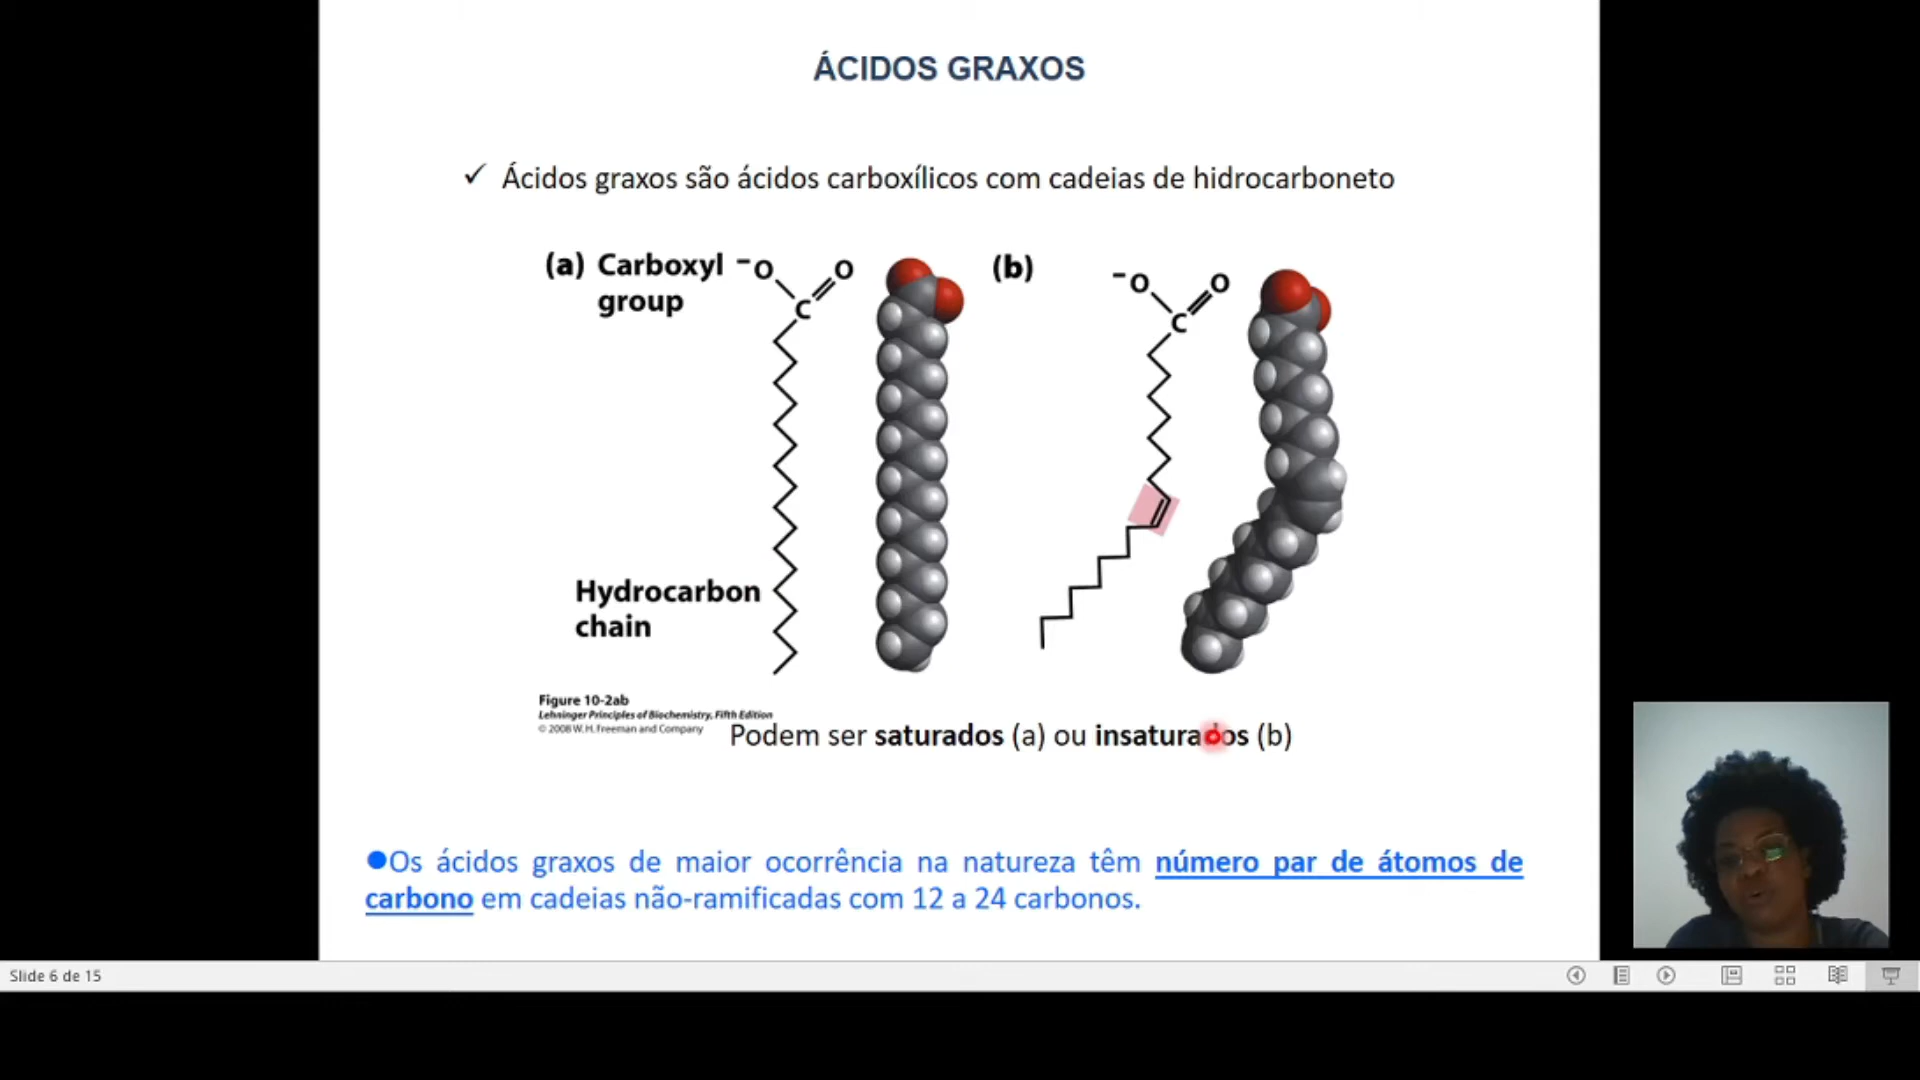 ÁCIDOS GRAXOS
✓ Ácidos graxos são ácidos carboxílicos com cadeias de hidrocarboneto
(a) Carboxyl group
-O O
C
(b)
-O O
C
Hydrocarbon chain
Figure 10-2ab
Lehninger Principles of Biochemistry, Fifth Edition
© 2008 W. H. Freeman and Company
Podem ser saturados (a) ou insaturados (b)
●Os ácidos graxos de maior ocorrência na natureza têm número par de átomos de
carbono em cadeias não-ramificadas com 12 a 24 carbonos.
Slide 6 de 15